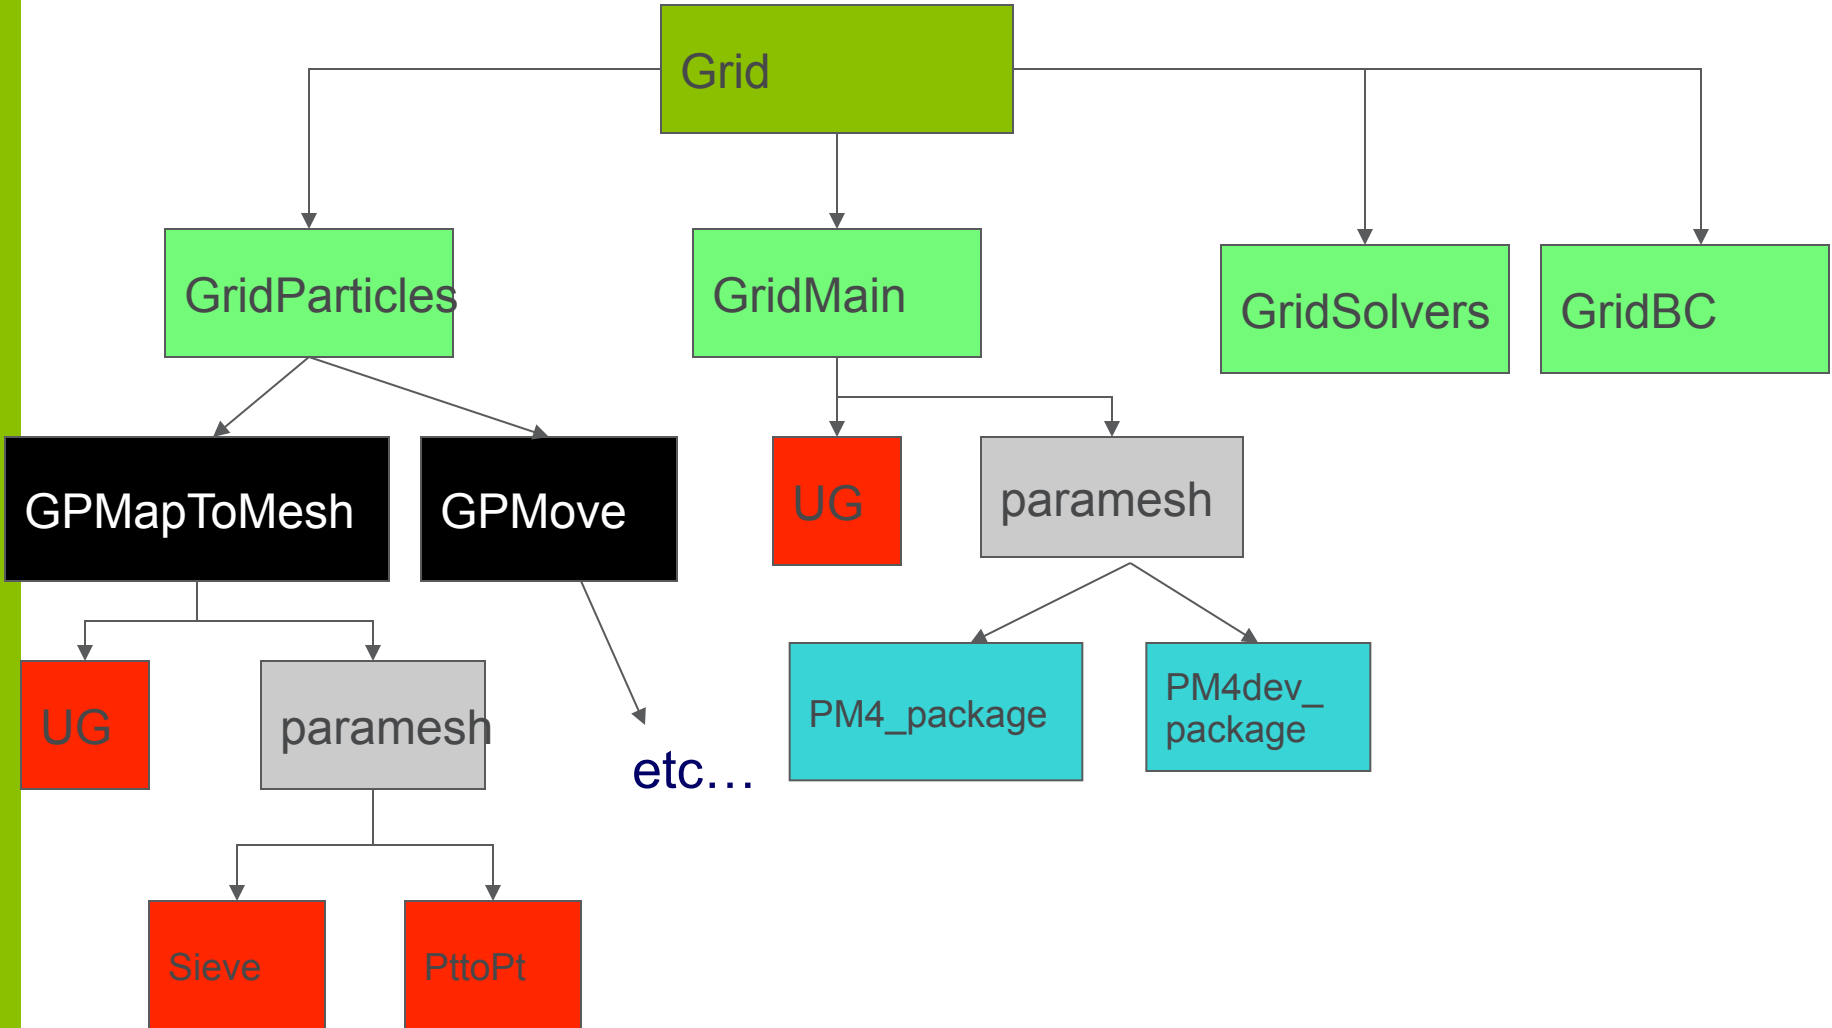 Grid
GridParticles
GridMain
GridSolvers
GridBC
GPMapToMesh
GPMove
UG
paramesh
UG
paramesh
etc…
PM4_package
PM4dev_
package
Sieve
PttoPt